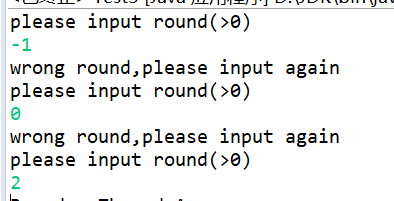 please input round(>0)
-1
wrong round,please input again
please input round(>0)
0
wrong round,please input again
please input round(>0)
2